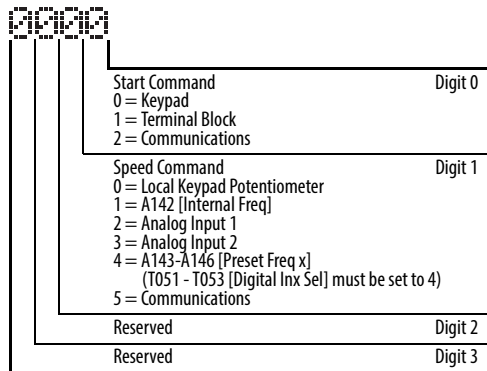 0000
Start Command Digit 0
0 = Keypad
1 = Terminal Block
2 = Communications
Speed Command Digit 1
0 = Local Keypad Potentiometer
1 = A142 [Internal Freq]
2 = Analog Input 1
3 = Analog Input 2
4 = A143-A146 [Preset Freq x]
(T051 - T053 [Digital Inx Sel] must be set to 4)
5 = Communications
Reserved Digit 2
Reserved Digit 3